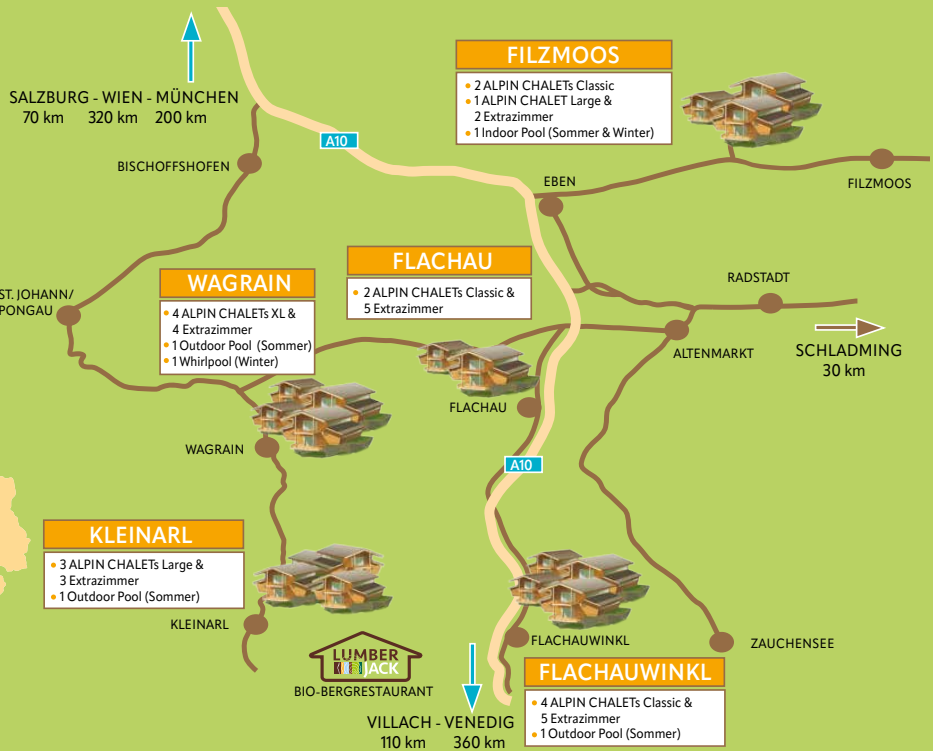 SALZBURG - WIEN - MÜNCHEN
70 km 320 km 200 km
A10
BISCHOFFSHOFEN
FILZMOOS
• 2 ALPIN CHALETs Classic
• 1 ALPIN CHALET Large &
2 Extrazimmer
• 1 Indoor Pool (Sommer & Winter)
EBEN
FILZMOOS
FLACHAU
• 2 ALPIN CHALETs Classic &
5 Extrazimmer
WAGRAIN
• 4 ALPIN CHALETs XL &
4 Extrazimmer
• 1 Outdoor Pool (Sommer)
• 1 Whirlpool (Winter)
ST. JOHANN/
PONGAU
RADSTADT
ALTENMARKT
SCHLADMING
30 km
FLACHAU
WAGRAIN
A10
KLEINARL
• 3 ALPIN CHALETs Large &
3 Extrazimmer
• 1 Outdoor Pool (Sommer)
KLEINARL
LUMBER
JACK
BIO-BERGRESTAURANT
FLACHAUWINKL
ZAUCHENSEE
FLACHAUWINKL
• 4 ALPIN CHALETs Classic &
5 Extrazimmer
• 1 Outdoor Pool (Sommer)
VILLACH - VENEDIG
110 km 360 km